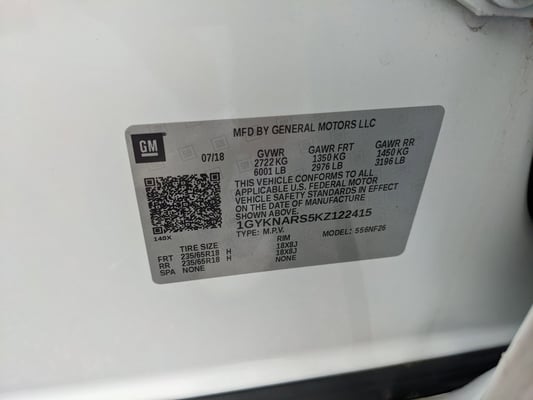 MFD BY GENERAL MOTORS LLC
GM
07/18
GVWR GAWR FRT GAWR RR
2722 KG 1350 KG 1450 KG
6001 LB 2976 LB 3196 LB
THIS VEHICLE CONFORMS TO ALL
APPLICABLE U.S. FEDERAL MOTOR
VEHICLE SAFETY STANDARDS IN EFFECT
ON THE DATE OF MANUFACTURE
SHOWN ABOVE.
1GYKNARS5KZ122415
TYPE: M.P.V. MODEL: 556NF26
140X
TIRE SIZE RIM
FRT 235/65R18 H 18X8J
RR 235/65R18 H 18X8J
SPA NONE NONE